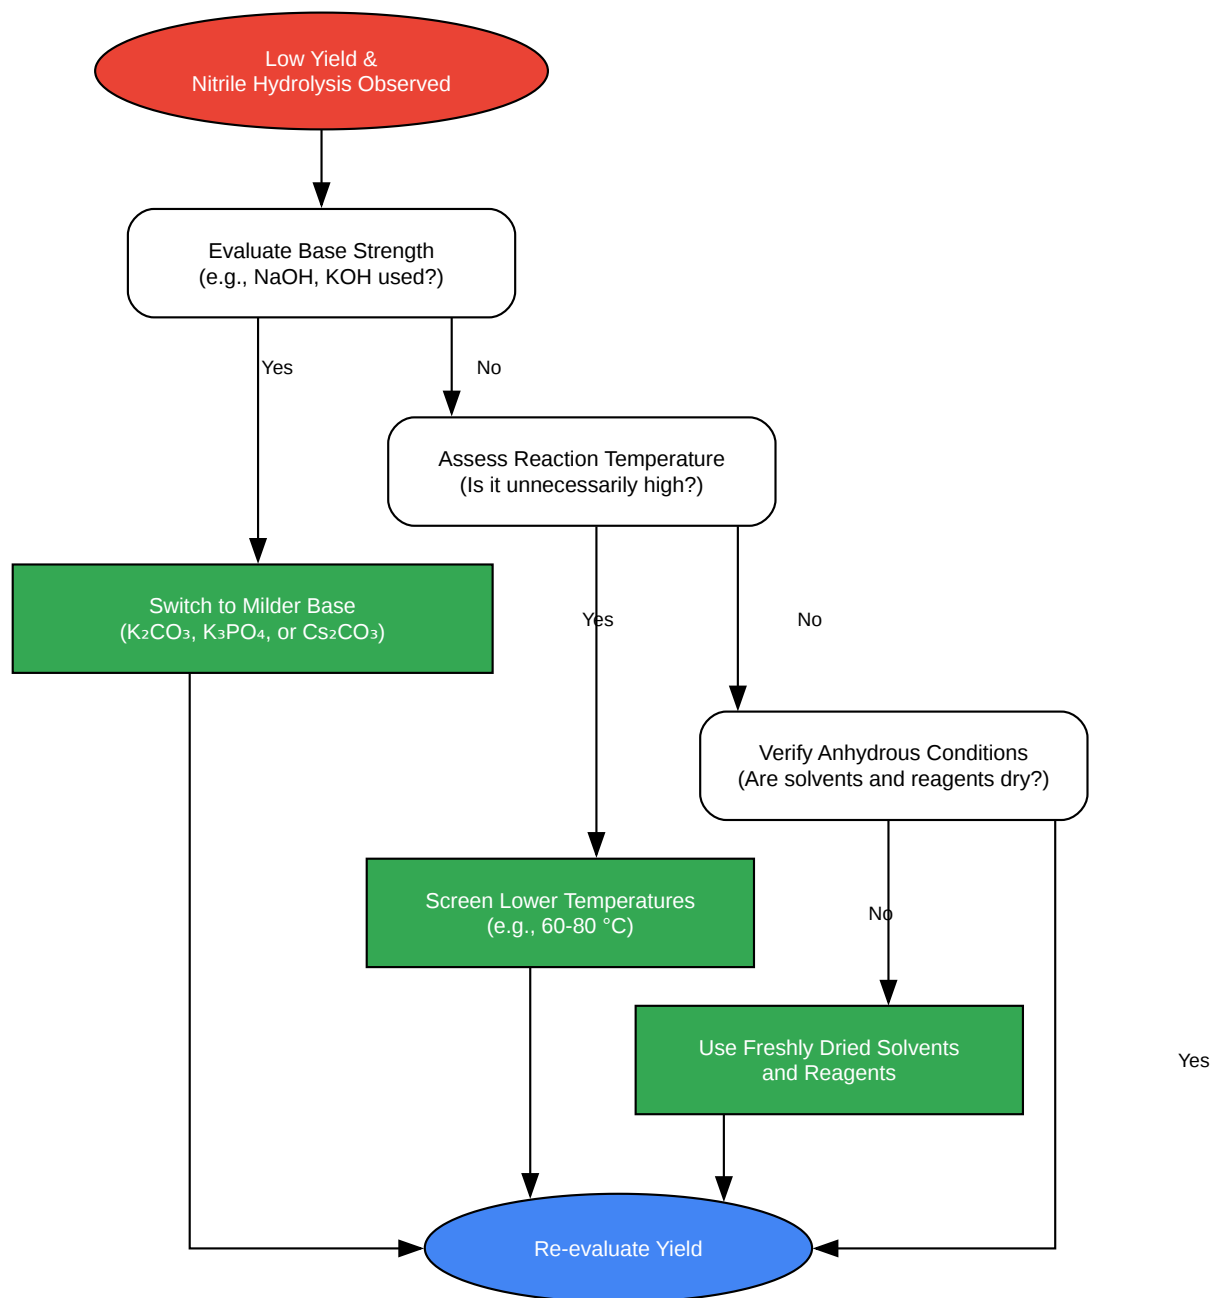 Low Yield &
Nitrile Hydrolysis Observed
Evaluate Base Strength
(e.g., NaOH, KOH used?)
Yes
No
Assess Reaction Temperature
(Is it unnecessarily high?)
Switch to Milder Base
(K₂CO₃, K₃PO₄, or Cs₂CO₃)
Yes
No
Verify Anhydrous Conditions
(Are solvents and reagents dry?)
Screen Lower Temperatures
(e.g., 60-80 °C)
No
Use Freshly Dried Solvents
and Reagents
Yes
Re-evaluate Yield